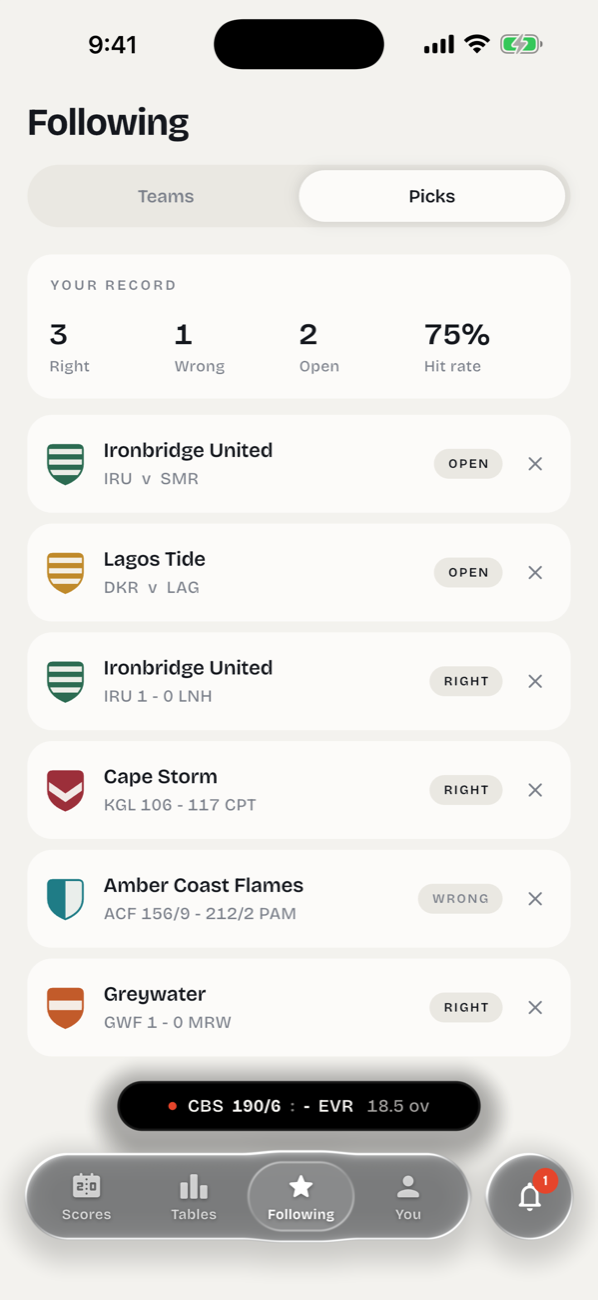 9:41
Following
Teams Picks
YOUR RECORD
3 1 2 75%
Right Wrong Open Hit rate
Ironbridge United
IRU v SMR
OPEN
Lagos Tide
DKR v LAG
OPEN
Ironbridge United
IRU 1 - 0 LNH
RIGHT
Cape Storm
KGL 106 - 117 CPT
RIGHT
Amber Coast Flames
ACF 156/9 - 212/2 PAM
WRONG
Greywater
GWF 1 - 0 MRW
RIGHT
CBS 190/6 : - EVR 18.5 ov
2:0
1
Scores Tables Following You